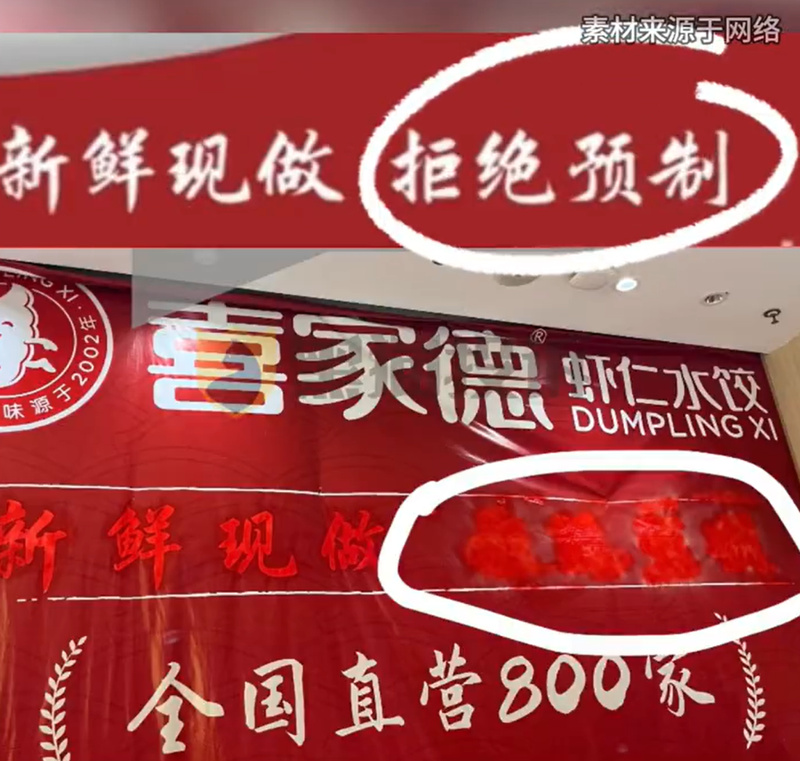 素材来源于网络
新鲜现做 拒绝预制
LING XI
味源于2002年
喜家德® 虾仁水饺
DUMPLING XI
新鲜现做
全国直营800家